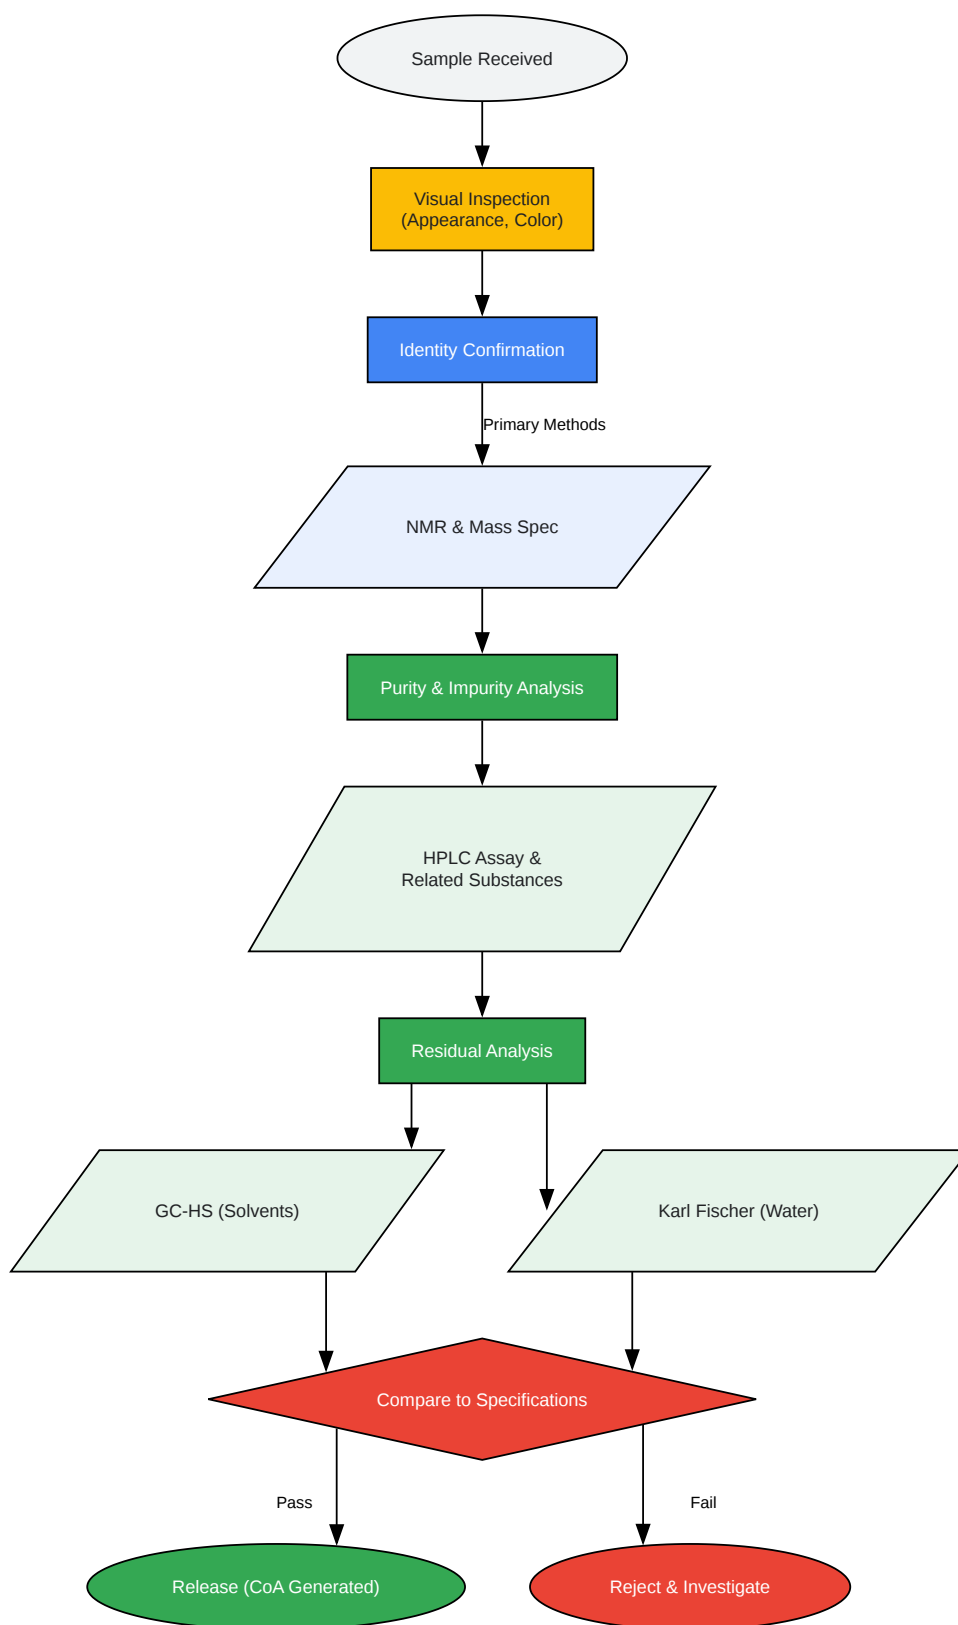 Sample Received
Visual Inspection
(Appearance, Color)
Identity Confirmation
Primary Methods
NMR & Mass Spec
Purity & Impurity Analysis
HPLC Assay &
Related Substances
Residual Analysis
GC-HS (Solvents)
Karl Fischer (Water)
Compare to Specifications
Pass
Fail
Release (CoA Generated)
Reject & Investigate